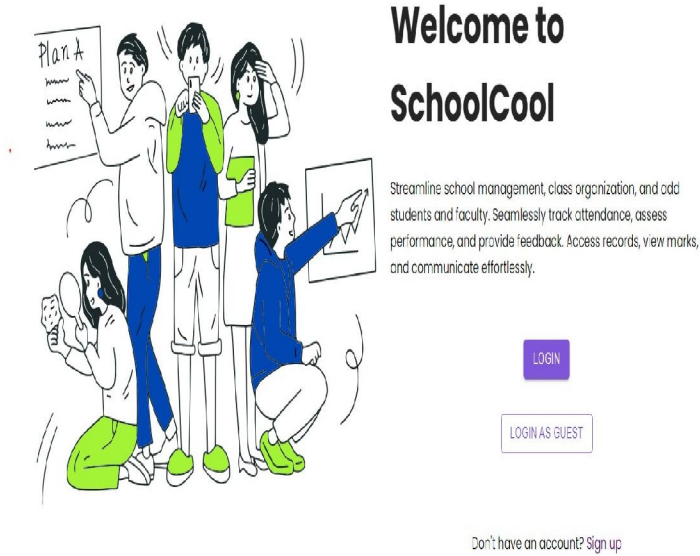 Plan A
Welcome to
SchoolCool
Streamline school management, class organization, and add
students and faculty. Seamlessly track attendance, assess
performance, and provide feedback. Access records, view marks,
and communicate effortlessly.
LOGIN
LOGIN AS GUEST
Don't have an account? Sign up